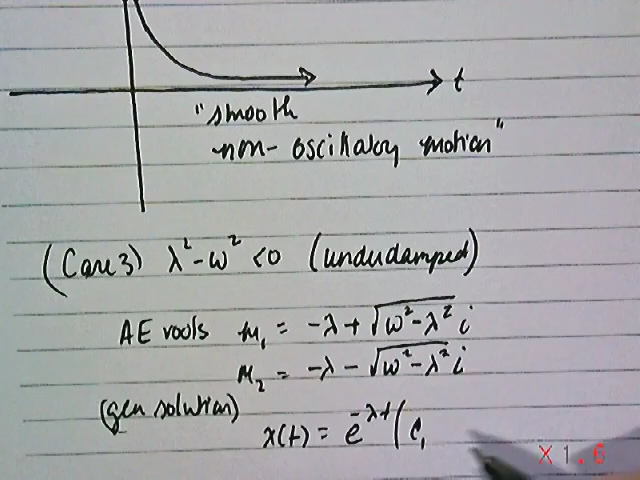 t
"smooth
non-oscillatory motion"
(Case 3) λ² - ω² < 0 (underdamped)
AE roots m₁ = -λ + √(ω² - λ²) i
m₂ = -λ - √(ω² - λ²) i
(gen solution)
x(t) = e^(-λt) ( c₁
X1.6